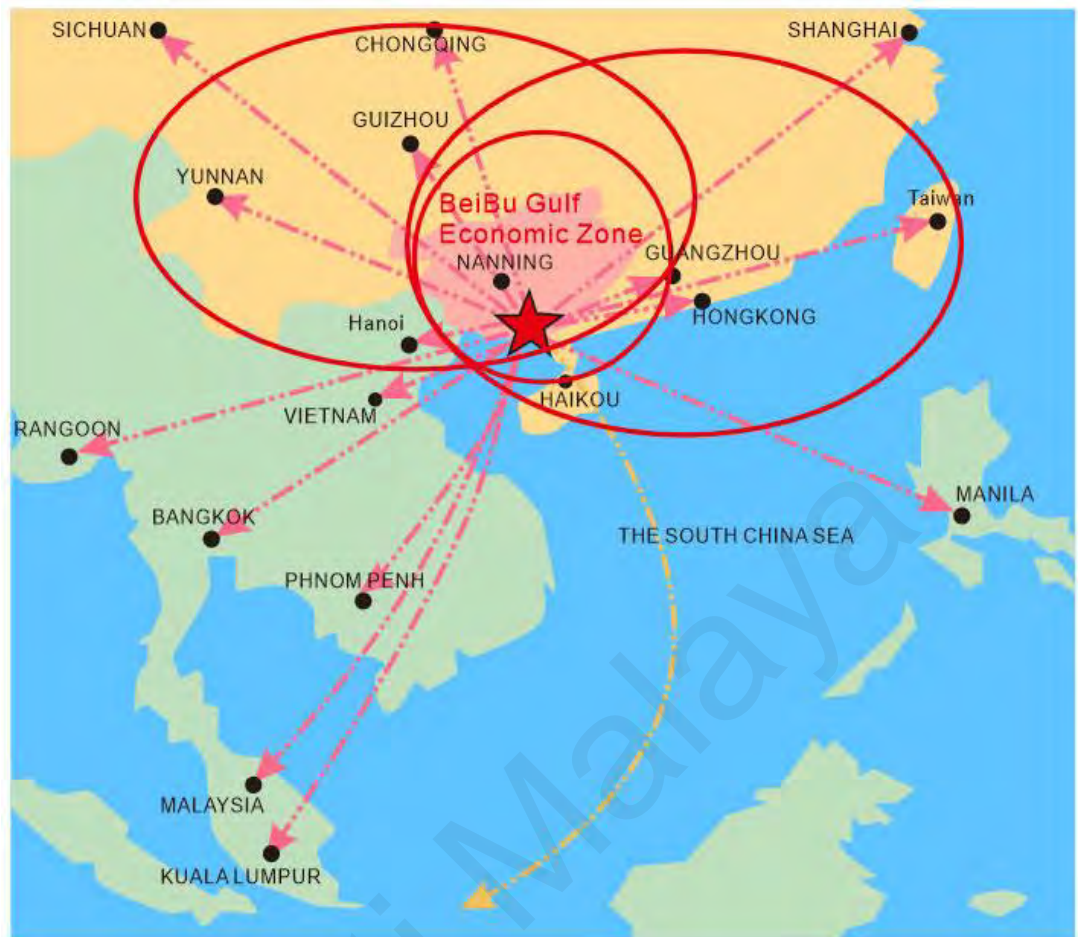 SICHUAN
CHONGQING
SHANGHAI
GUIZHOU
YUNNAN
Taiwan
BeiBu Gulf
Economic Zone
GUANGZHOU
NANNING
HONGKONG
Hanoi
HAIKOU
VIETNAM
RANGOON
MANILA
BANGKOK
THE SOUTH CHINA SEA
PHNOM PENH
MALAYSIA
KUALA LUMPUR
Malaya